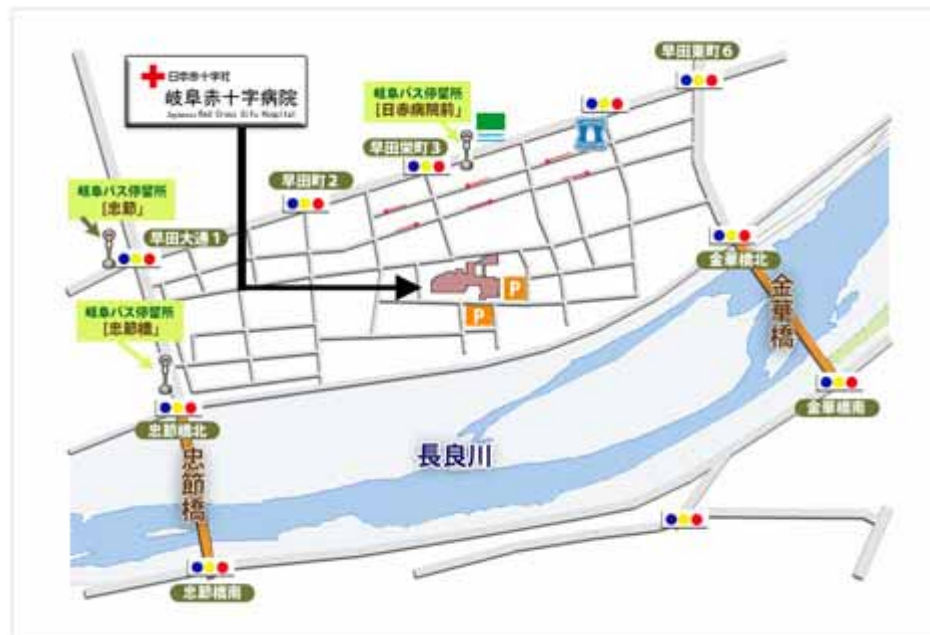 日本赤十字社
岐阜赤十字病院
Japanese Red Cross Gifu Hospital
岐阜バス停留所
[日赤病院前」
早田東町6
早田栄町3
早田町2
岐阜バス停留所
[忠節」
早田大通1
岐阜バス停留所
[忠節橋」
P
P
金華橋北
金華橋
金華橋南
忠節橋北
忠節橋
長良川
忠節橋南